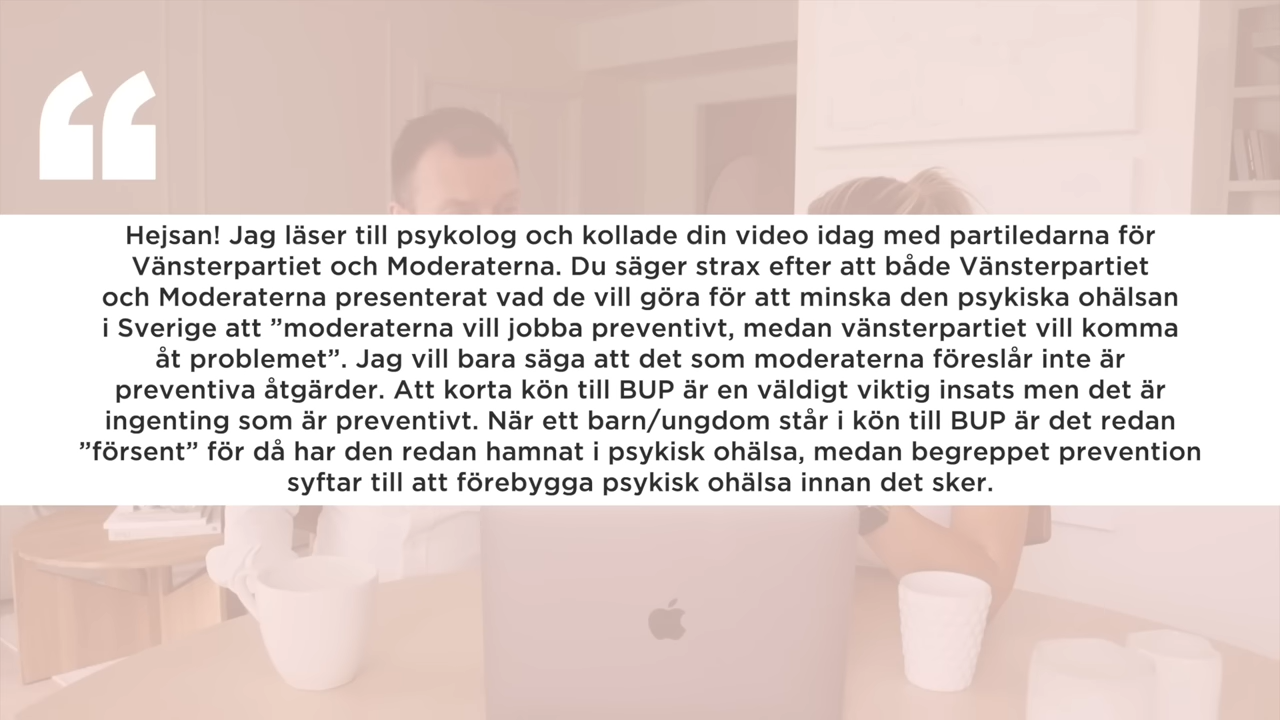 Hejsan! Jag läser till psykolog och kollade din video idag med partiledarna för
Vänsterpartiet och Moderaterna. Du säger strax efter att både Vänsterpartiet
och Moderaterna presenterat vad de vill göra för att minska den psykiska ohälsan
i Sverige att ”moderaterna vill jobba preventivt, medan vänsterpartiet vill komma
åt problemet”. Jag vill bara säga att det som moderaterna föreslår inte är
preventiva åtgärder. Att korta kön till BUP är en väldigt viktig insats men det är
ingenting som är preventivt. När ett barn/ungdom står i kön till BUP är det redan
”försent” för då har den redan hamnat i psykisk ohälsa, medan begreppet prevention
syftar till att förebygga psykisk ohälsa innan det sker.